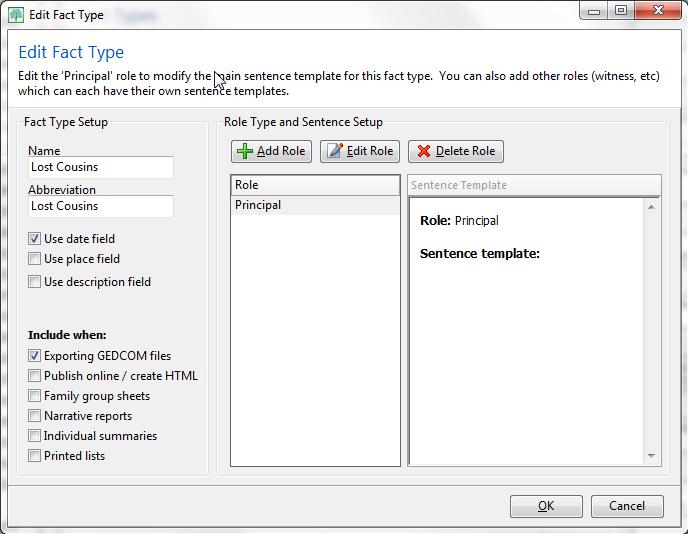 Edit Fact Type
Edit Fact Type
Edit the 'Principal' role to modify the main sentence template for this fact type. You can also add other roles (witness, etc)
which can each have their own sentence templates.
Fact Type Setup
Name
Lost Cousins
Abbreviation
Lost Cousins
Use date field
Use place field
Use description field
Include when:
Exporting GEDCOM files
Publish online / create HTML
Family group sheets
Narrative reports
Individual summaries
Printed lists
Role Type and Sentence Setup
Add Role Edit Role Delete Role
Role
Principal
Sentence Template
Role: Principal
Sentence template:
OK Cancel